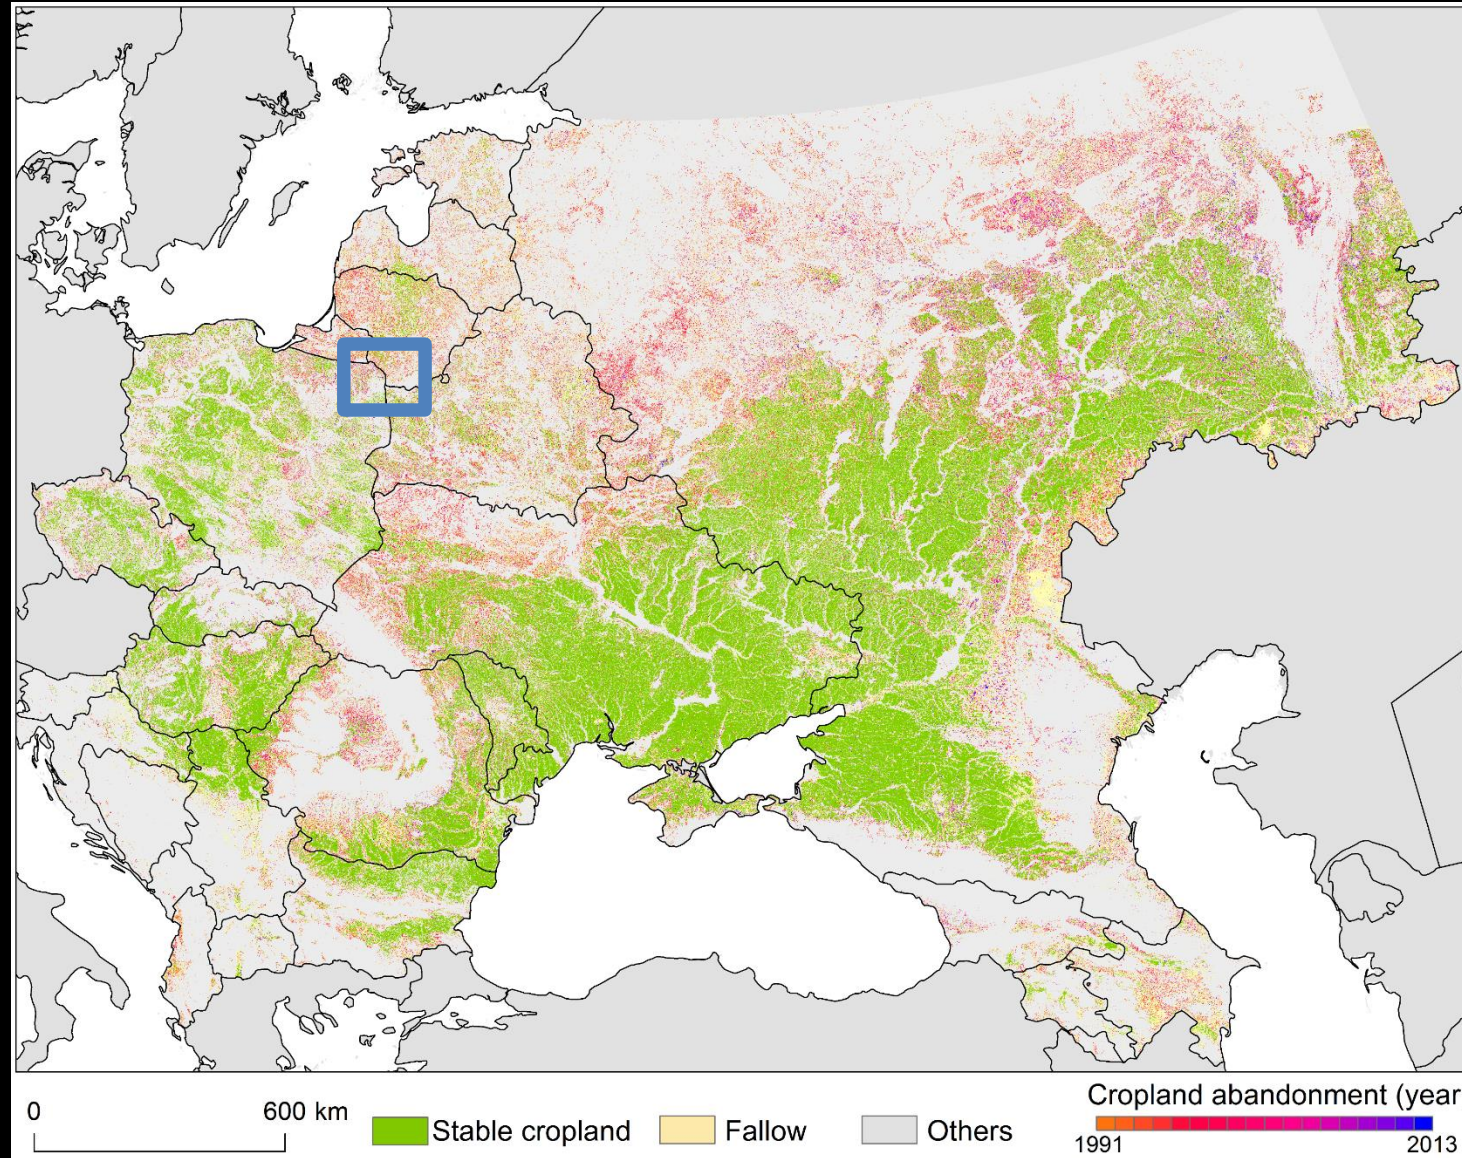 0 600 km
Stable cropland
Fallow
Others
Cropland abandonment (year
1991 2013